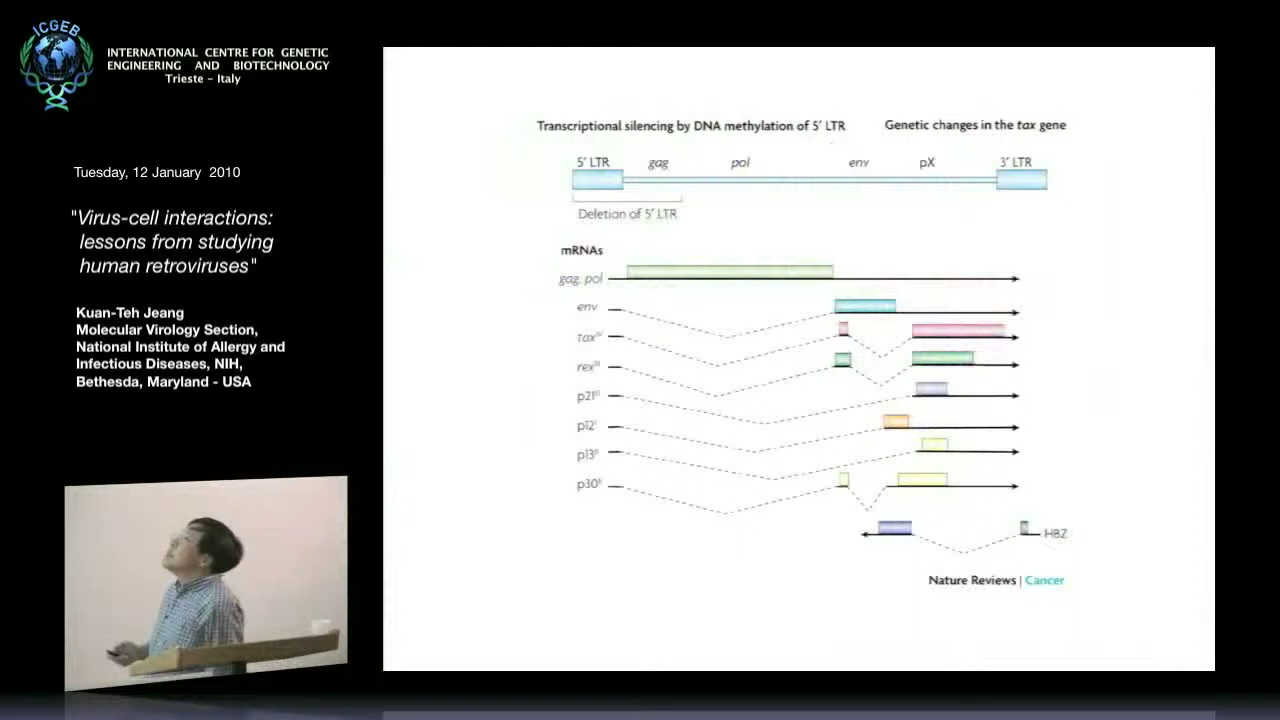 ICGEB
INTERNATIONAL CENTRE FOR GENETIC
ENGINEERING AND BIOTECHNOLOGY
Trieste - Italy
Tuesday, 12 January 2010
"Virus-cell interactions:
lessons from studying
human retroviruses"
Kuan-Teh Jeang
Molecular Virology Section,
National Institute of Allergy and
Infectious Diseases, NIH,
Bethesda, Maryland - USA
Transcriptional silencing by DNA methylation of 5' LTR
Genetic changes in the tax gene
5' LTR gag pol env pX 3' LTR
Deletion of 5' LTR
mRNAs
gag, pol
env
tax
rex
p21
p12
p13
p30
HBZ
Nature Reviews | Cancer